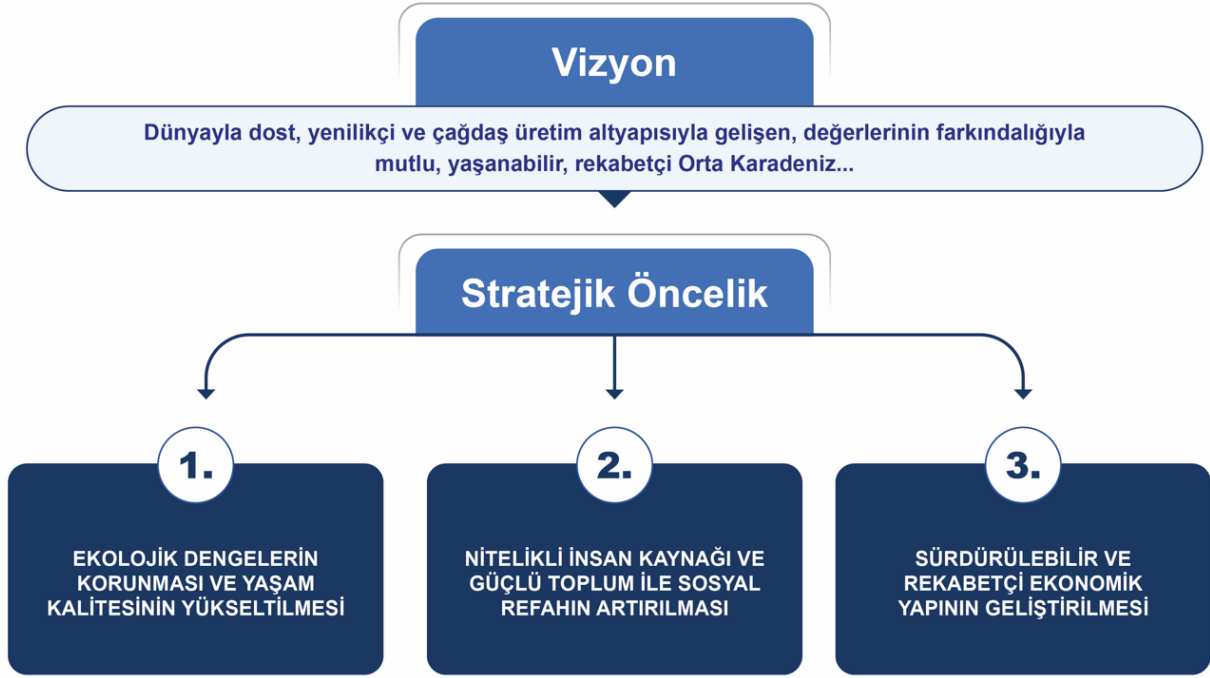 Vizyon
Dünyayla dost, yenilikçi ve çağdaş üretim altyapısıyla gelişen, değerlerinin farkındalığıyla
mutlu, yaşanabilir, rekabetçi Orta Karadeniz...
Stratejik Öncelik
1.
EKOLOJİK DENGELERİN
KORUNMASI VE YAŞAM
KALİTESİNİN YÜKSELTİLMESİ
2.
NİTELİKLİ İNSAN KAYNAĞI VE
GÜÇLÜ TOPLUM İLE SOSYAL
REFAHIN ARTIRILMASI
3.
SÜRDÜRÜLEBİLİR VE
REKABETÇİ EKONOMİK
YAPININ GELİŞTİRİLMESİ